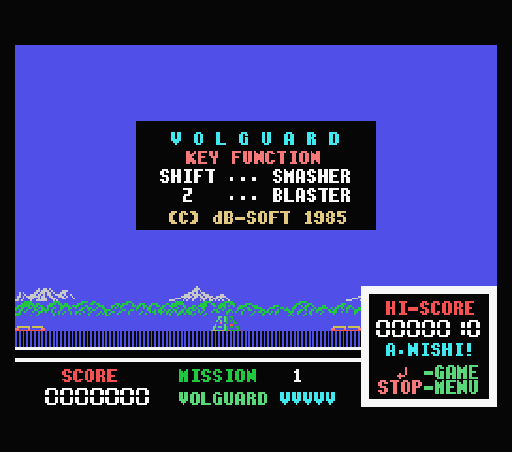 VOLGUARD
KEY FUNCTION
SHIFT ... SMASHER
Z ... BLASTER
(C) dB-SOFT 1985
HI-SCORE
0000010
A.NISHI!
↲ -GAME
STOP-MENU
SCORE
0000000
MISSION 1
VOLGUARD VVVVV